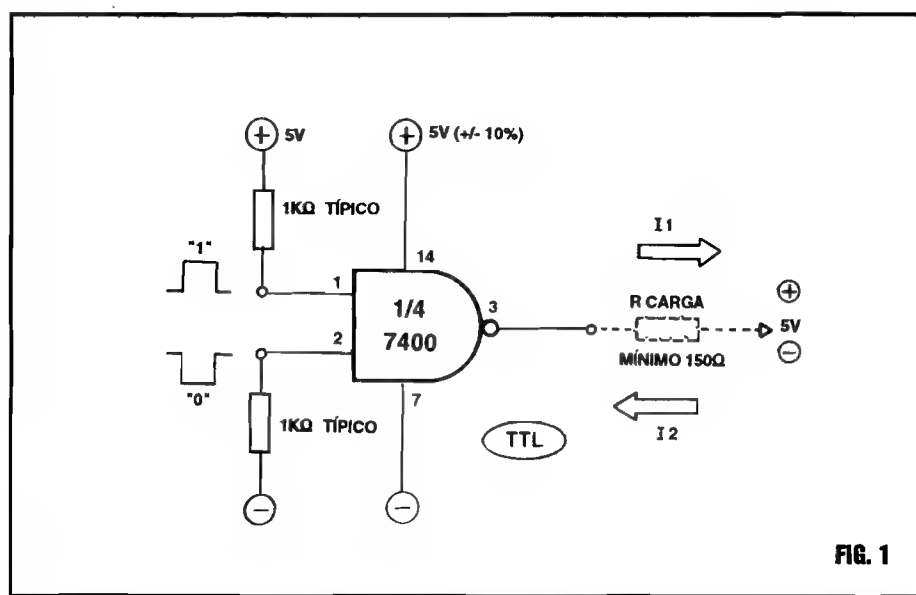 5V
5V (+/- 10%)
1KΩ TÍPICO
I1
"1"
14
1
1/4
7400
3
R CARGA
5V
MÍNIMO 150Ω
2
"0"
7
1KΩ TÍPICO
I2
TTL
FIG. 1